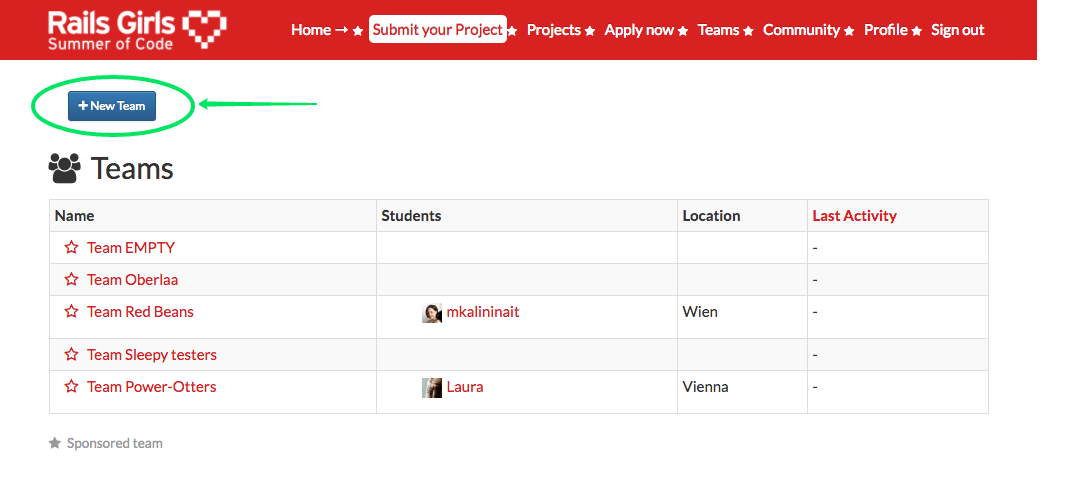 Rails Girls
Summer of Code
Home → Submit your Project Projects Apply now Teams Community Profile Sign out
+ New Team
Teams
Name Students Location Last Activity
Team EMPTY -
Team Oberlaa -
Team Red Beans mkalininait Wien -
Team Sleepy testers -
Team Power-Otters Laura Vienna -
Sponsored team